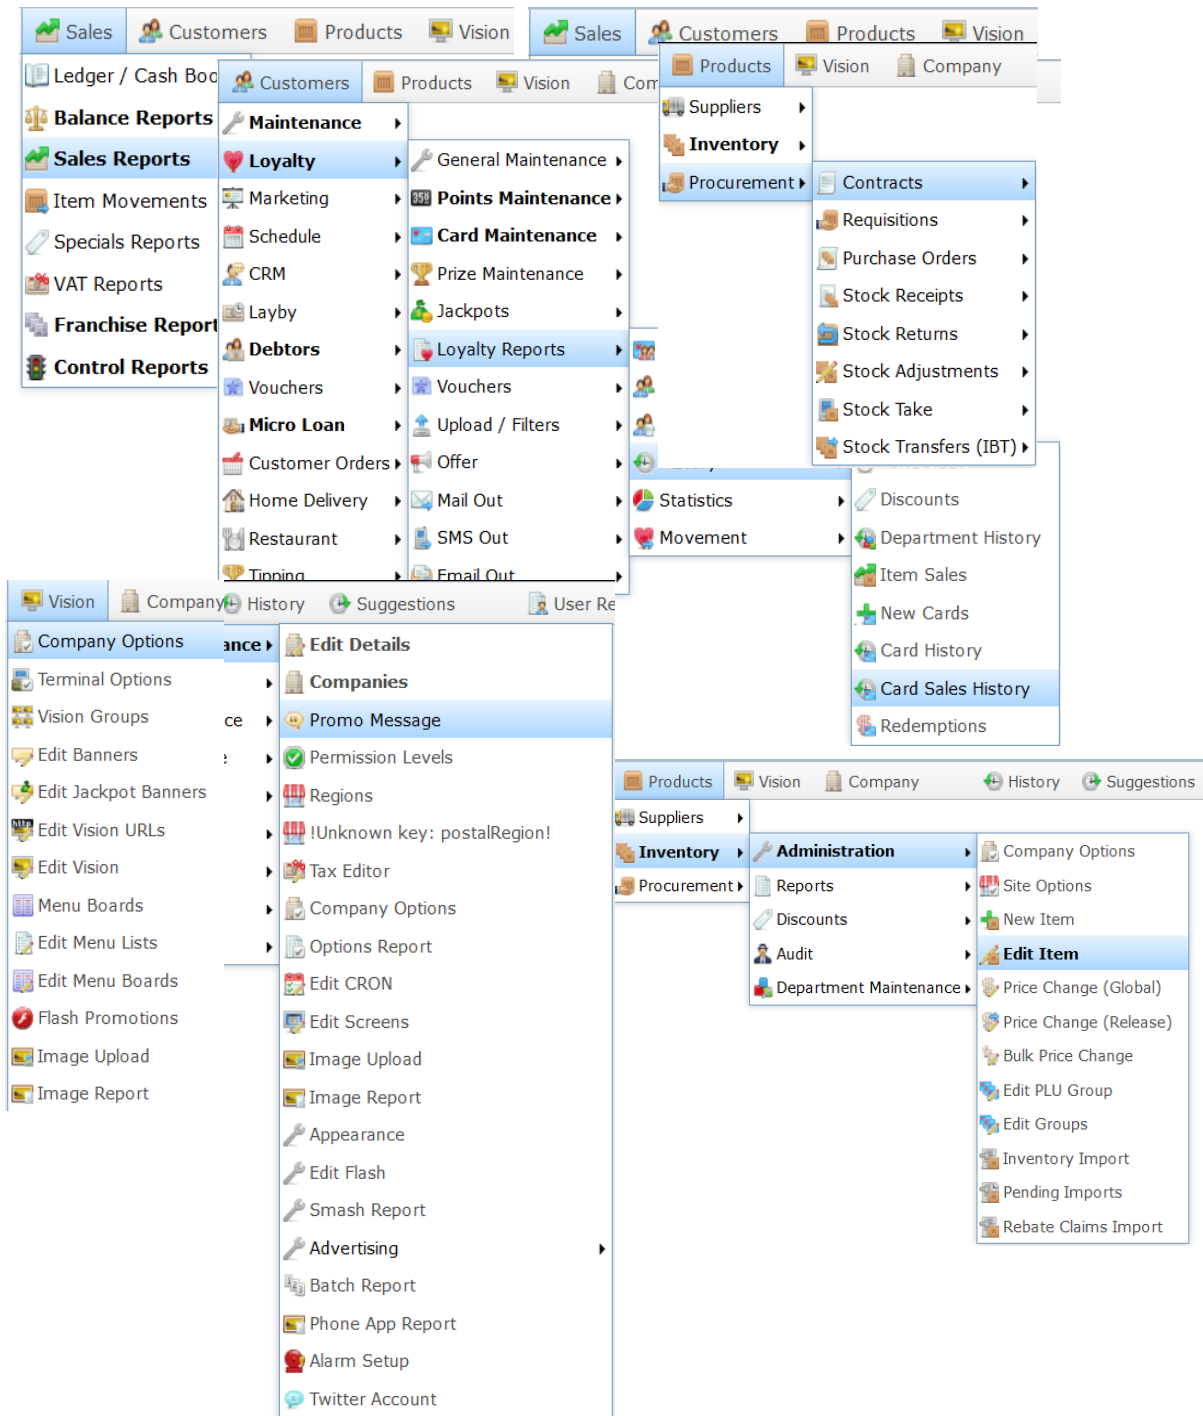 Sales
Customers
Products
Vision
Sales
Customers
Products
Vision
Ledger / Cash Boo
Balance Reports
Sales Reports
Item Movements
Specials Reports
VAT Reports
Franchise Report
Control Reports
Customers
Products
Vision
Com
Maintenance
Loyalty
Marketing
Schedule
CRM
Layby
Debtors
Vouchers
Micro Loan
Customer Orders
Home Delivery
Restaurant
Tipping
General Maintenance
Points Maintenance
Card Maintenance
Prize Maintenance
Jackpots
Loyalty Reports
Vouchers
Upload / Filters
Offer
Mail Out
SMS Out
Email Out
Statistics
Movement
Discounts
Department History
Item Sales
New Cards
Card History
Card Sales History
Redemptions
Products
Vision
Company
Suppliers
Inventory
Procurement
Contracts
Requisitions
Purchase Orders
Stock Receipts
Stock Returns
Stock Adjustments
Stock Take
Stock Transfers (IBT)
Vision
Company
History
Suggestions
User Re
Company Options
Terminal Options
Vision Groups
Edit Banners
Edit Jackpot Banners
Edit Vision URLs
Edit Vision
Menu Boards
Edit Menu Lists
Edit Menu Boards
Flash Promotions
Image Upload
Image Report
ance
ce
Edit Details
Companies
Promo Message
Permission Levels
Regions
!Unknown key: postalRegion!
Tax Editor
Company Options
Options Report
Edit CRON
Edit Screens
Image Upload
Image Report
Appearance
Edit Flash
Smash Report
Advertising
Batch Report
Phone App Report
Alarm Setup
Twitter Account
Products
Vision
Company
History
Suggestions
Suppliers
Inventory
Procurement
Administration
Reports
Discounts
Audit
Department Maintenance
Company Options
Site Options
New Item
Edit Item
Price Change (Global)
Price Change (Release)
Bulk Price Change
Edit PLU Group
Edit Groups
Inventory Import
Pending Imports
Rebate Claims Import